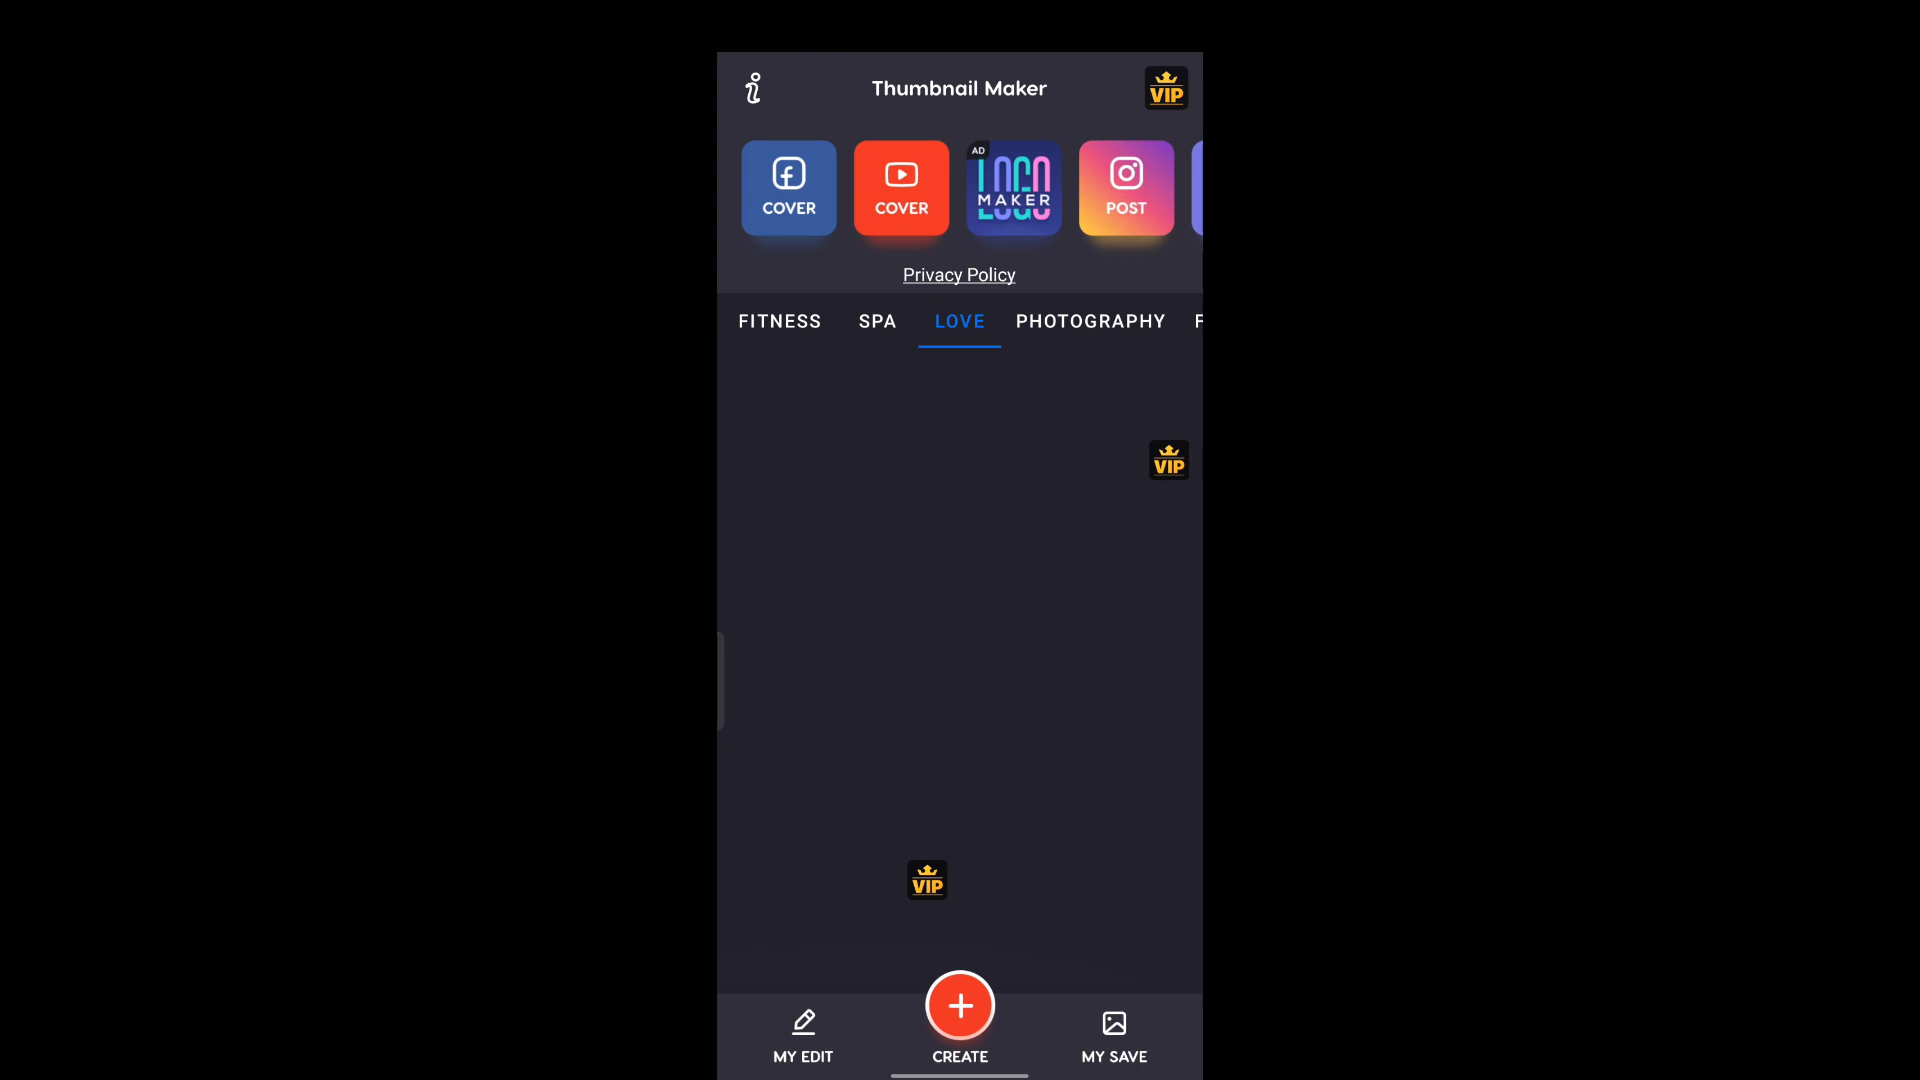 Thumbnail Maker
VIP
COVER
COVER
AD
LOGO
MAKER
POST
Privacy Policy
FITNESS SPA LOVE PHOTOGRAPHY F
VIP
VIP
MY EDIT
CREATE
MY SAVE